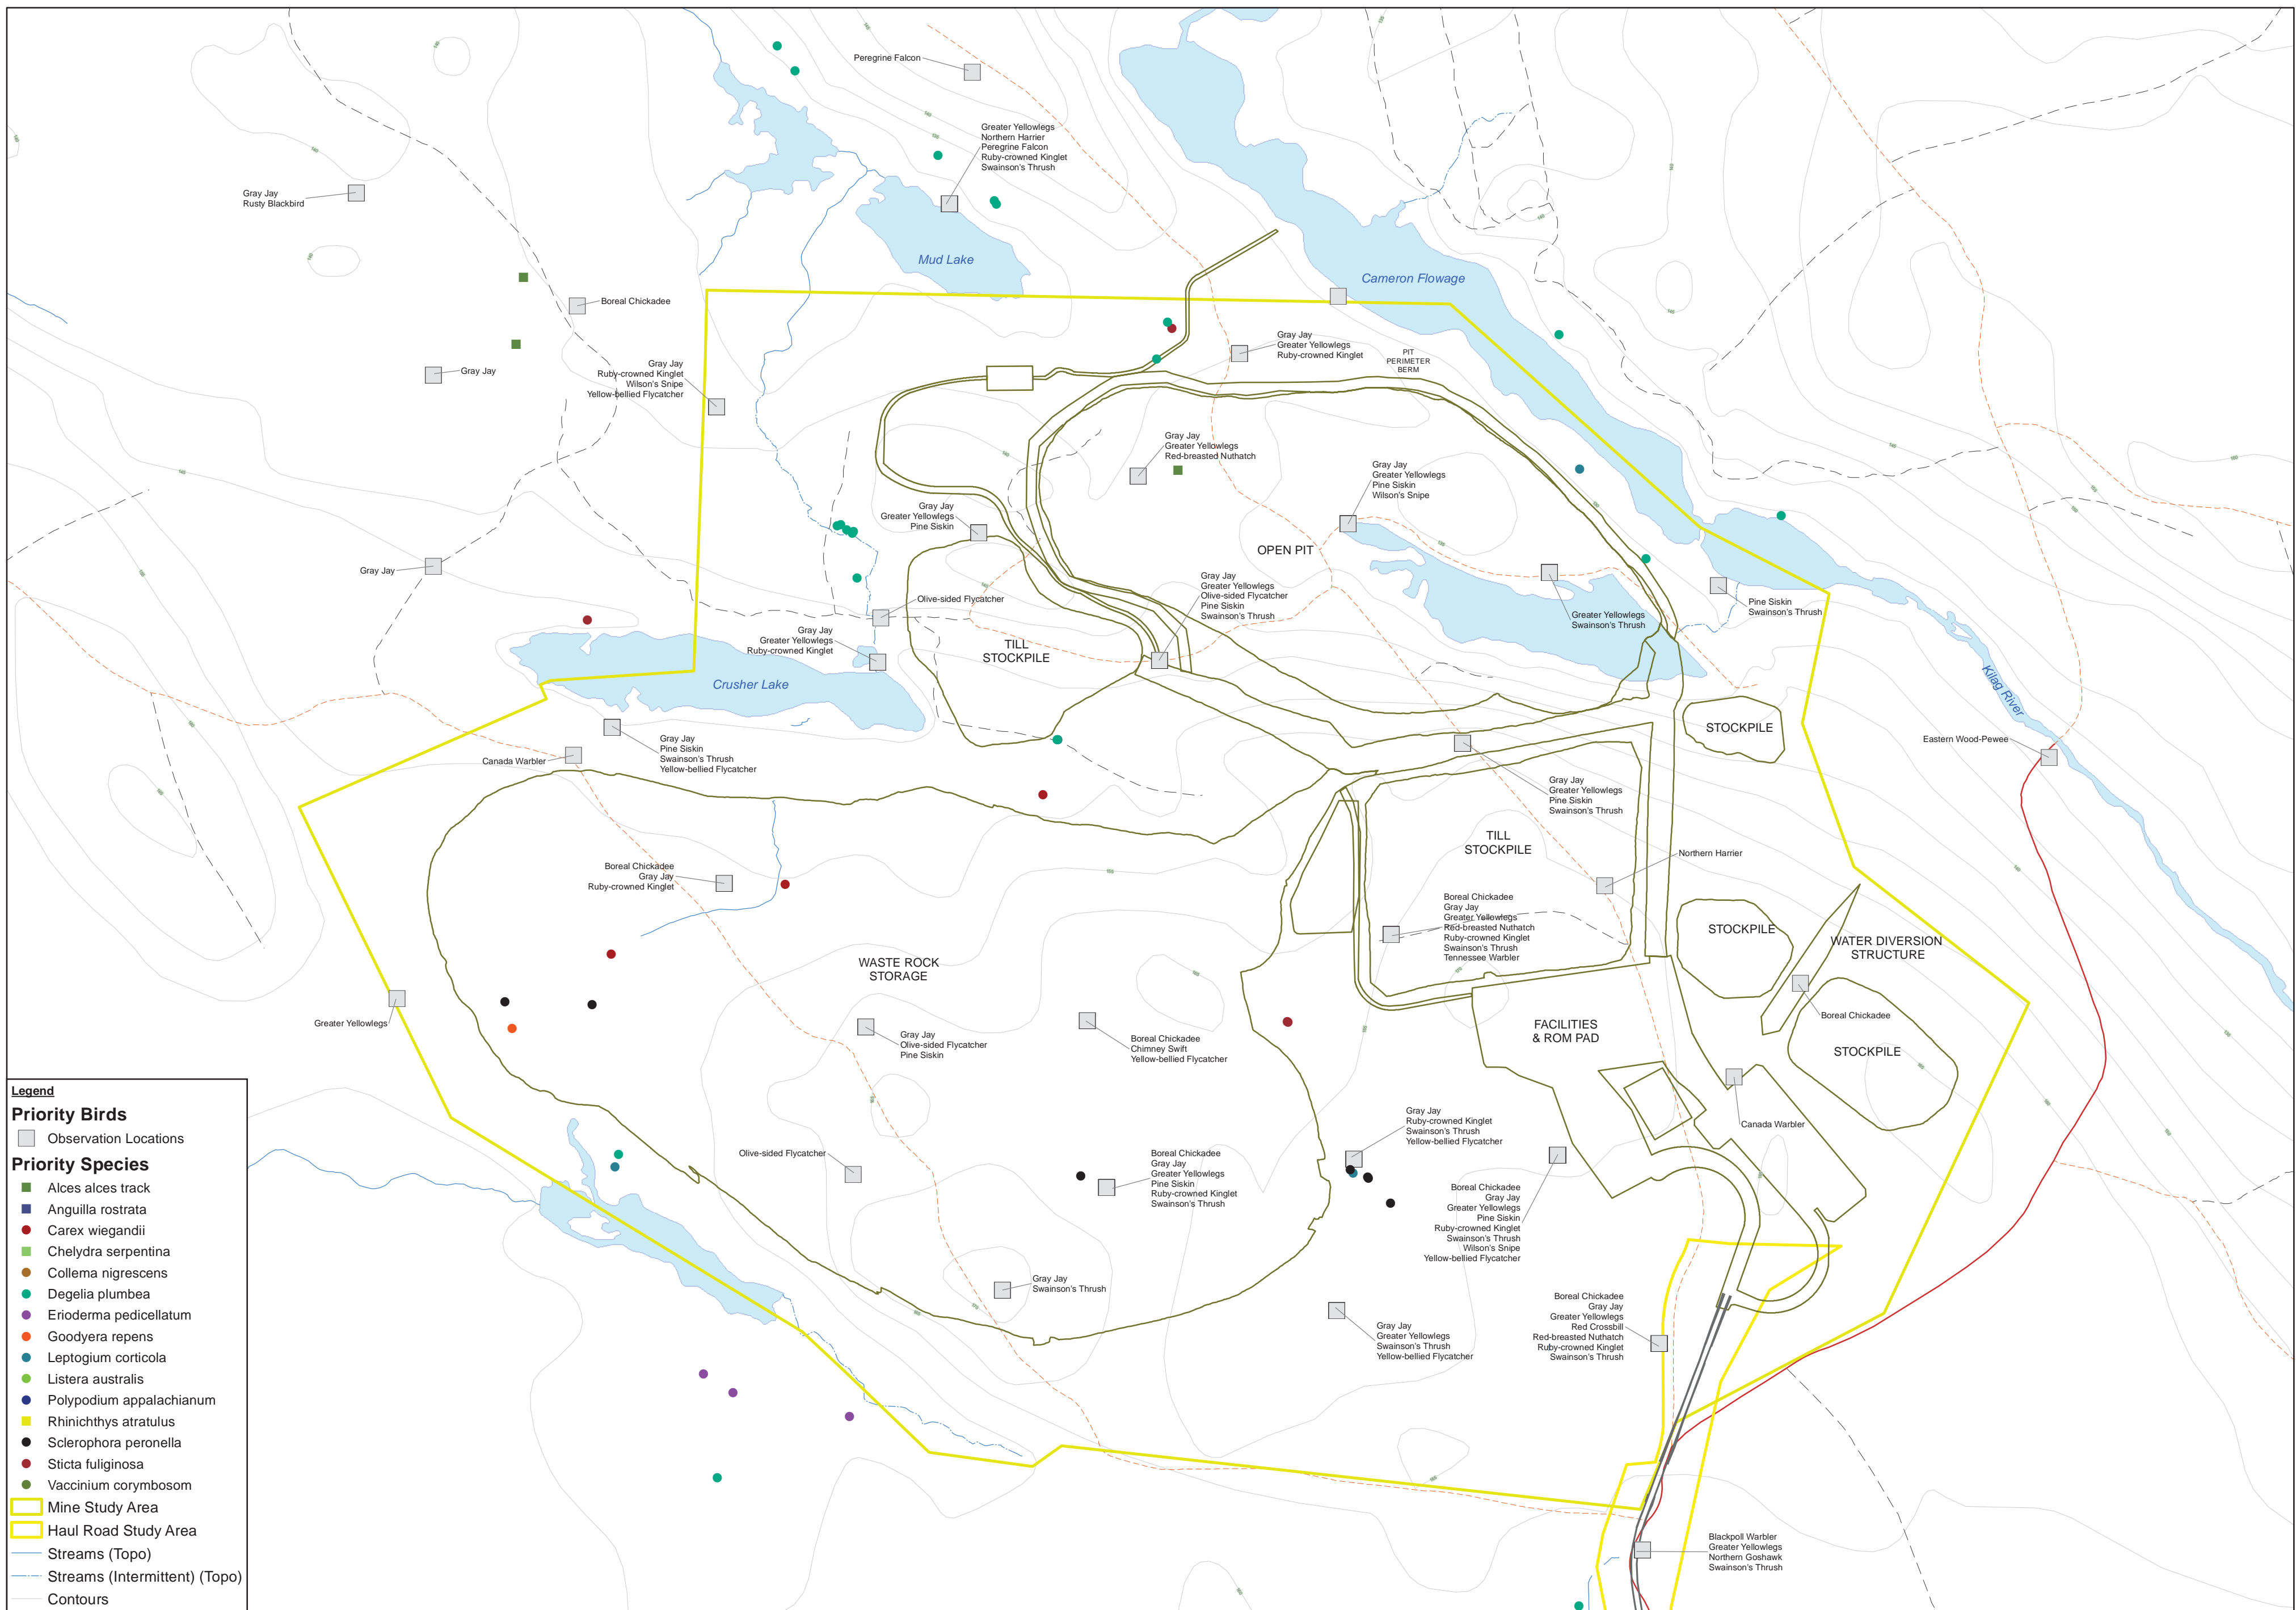 Peregrine Falcon
Greater Yellowlegs
Northern Harrier
Peregrine Falcon
Ruby-crowned Kinglet
Swainson's Thrush
Gray Jay
Rusty Blackbird
Mud Lake
Cameron Flowage
Boreal Chickadee
Gray Jay
Gray Jay
Ruby-crowned Kinglet
Wilson's Snipe
Yellow-bellied Flycatcher
Gray Jay
Greater Yellowlegs
Ruby-crowned Kinglet
PIT
PERIMETER
BERM
Gray Jay
Greater Yellowlegs
Red-breasted Nuthatch
Gray Jay
Greater Yellowlegs
Pine Siskin
Wilson's Snipe
Gray Jay
Greater Yellowlegs
Pine Siskin
OPEN PIT
Gray Jay
Gray Jay
Greater Yellowlegs
Olive-sided Flycatcher
Pine Siskin
Swainson's Thrush
Olive-sided Flycatcher
Greater Yellowlegs
Swainson's Thrush
Pine Siskin
Swainson's Thrush
Gray Jay
Greater Yellowlegs
Ruby-crowned Kinglet
TILL
STOCKPILE
Crusher Lake
Kilag River
STOCKPILE
Eastern Wood-Pewee
Gray Jay
Pine Siskin
Swainson's Thrush
Yellow-bellied Flycatcher
Canada Warbler
Gray Jay
Greater Yellowlegs
Pine Siskin
Swainson's Thrush
TILL
STOCKPILE
Northern Harrier
Boreal Chickadee
Gray Jay
Ruby-crowned Kinglet
Boreal Chickadee
Gray Jay
Greater Yellowlegs
Red-breasted Nuthatch
Ruby-crowned Kinglet
Swainson's Thrush
Tennessee Warbler
STOCKPILE
WATER DIVERSION
STRUCTURE
WASTE ROCK
STORAGE
Greater Yellowlegs
Boreal Chickadee
FACILITIES
& ROM PAD
Gray Jay
Olive-sided Flycatcher
Pine Siskin
Boreal Chickadee
Chimney Swift
Yellow-bellied Flycatcher
STOCKPILE
Canada Warbler
Gray Jay
Ruby-crowned Kinglet
Swainson's Thrush
Yellow-bellied Flycatcher
Olive-sided Flycatcher
Boreal Chickadee
Gray Jay
Greater Yellowlegs
Pine Siskin
Ruby-crowned Kinglet
Swainson's Thrush
Boreal Chickadee
Gray Jay
Greater Yellowlegs
Pine Siskin
Ruby-crowned Kinglet
Swainson's Thrush
Wilson's Snipe
Yellow-bellied Flycatcher
Gray Jay
Swainson's Thrush
Gray Jay
Greater Yellowlegs
Swainson's Thrush
Yellow-bellied Flycatcher
Boreal Chickadee
Gray Jay
Greater Yellowlegs
Red Crossbill
Red-breasted Nuthatch
Ruby-crowned Kinglet
Swainson's Thrush
Blackpoll Warbler
Greater Yellowlegs
Northern Goshawk
Swainson's Thrush
Legend
Priority Birds
Observation Locations
Priority Species
Alces alces track
Anguilla rostrata
Carex wiegandii
Chelydra serpentina
Collema nigrescens
Degelia plumbea
Erioderma pedicellatum
Goodyera repens
Leptogium corticola
Listera australis
Polypodium appalachianum
Rhinichthys atratulus
Sclerophora peronella
Sticta fuliginosa
Vaccinium corymbosom
Mine Study Area
Haul Road Study Area
Streams (Topo)
Streams (Intermittent) (Topo)
Contours